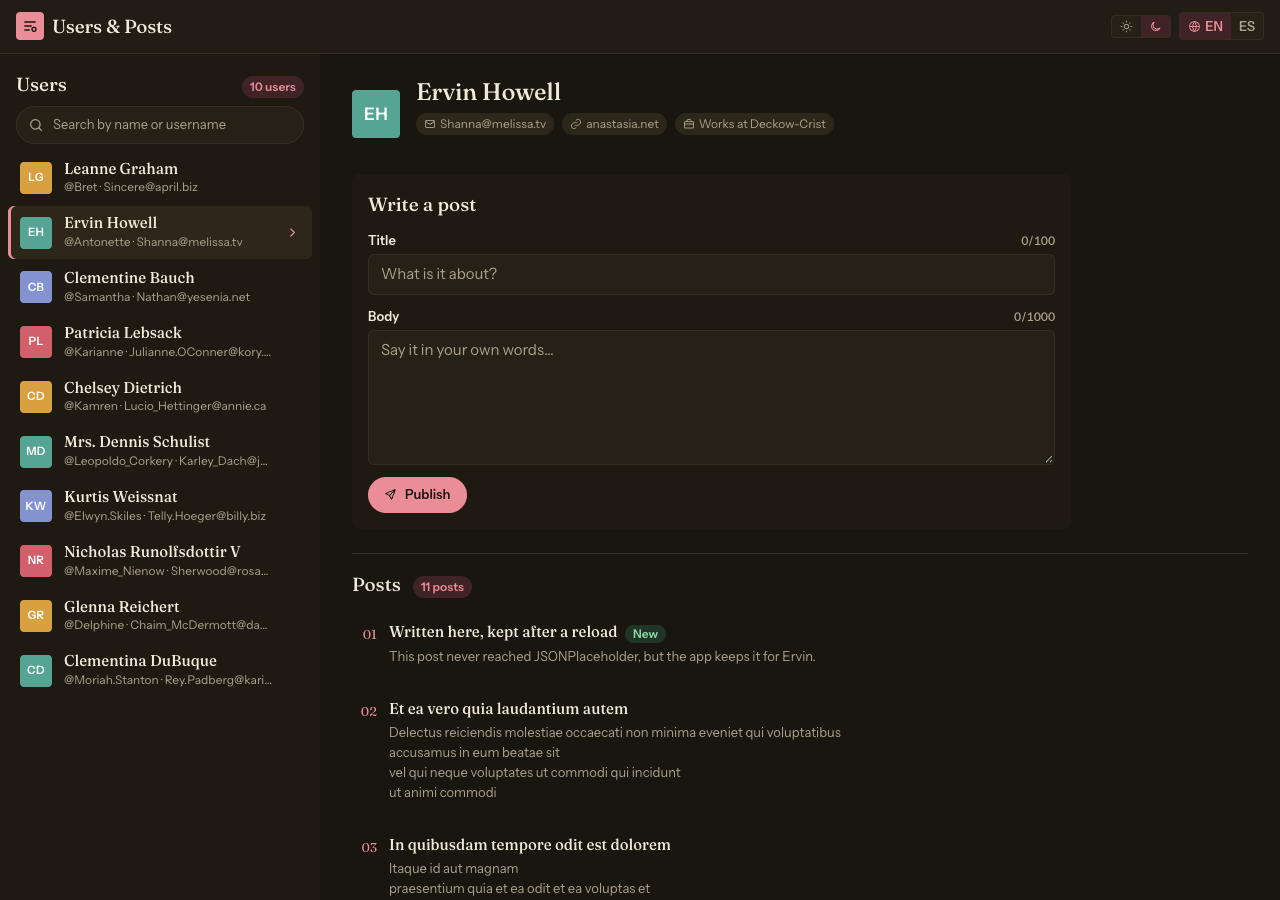 Users & Posts
EN
ES
Users
10 users
Search by name or username
LG
Leanne Graham
@Bret · Sincere@april.biz
EH
Ervin Howell
@Antonette · Shanna@melissa.tv
CB
Clementine Bauch
@Samantha · Nathan@yesenia.net
PL
Patricia Lebsack
@Karianne · Julianne.OConner@kory....
CD
Chelsey Dietrich
@Kamren · Lucio_Hettinger@annie.ca
MD
Mrs. Dennis Schulist
@Leopoldo_Corkery · Karley_Dach@j...
KW
Kurtis Weissnat
@Elwyn.Skiles · Telly.Hoeger@billy.biz
NR
Nicholas Runolfsdottir V
@Maxime_Nienow · Sherwood@rosa...
GR
Glenna Reichert
@Delphine · Chaim_McDermott@da...
CD
Clementina DuBuque
@Moriah.Stanton · Rey.Padberg@kari...
EH
Ervin Howell
Shanna@melissa.tv
anastasia.net
Works at Deckow-Crist
Write a post
Title
0/100
What is it about?
Body
0/1000
Say it in your own words...
Publish
Posts
11 posts
01
Written here, kept after a reload
New
This post never reached JSONPlaceholder, but the app keeps it for Ervin.
02
Et ea vero quia laudantium autem
Delectus reiciendis molestiae occaecati non minima eveniet qui voluptatibus
accusamus in eum beatae sit
vel qui neque voluptates ut commodi qui incidunt
ut animi commodi
03
In quibusdam tempore odit est dolorem
Itaque id aut magnam
praesentium quia et ea odit et ea voluptas et